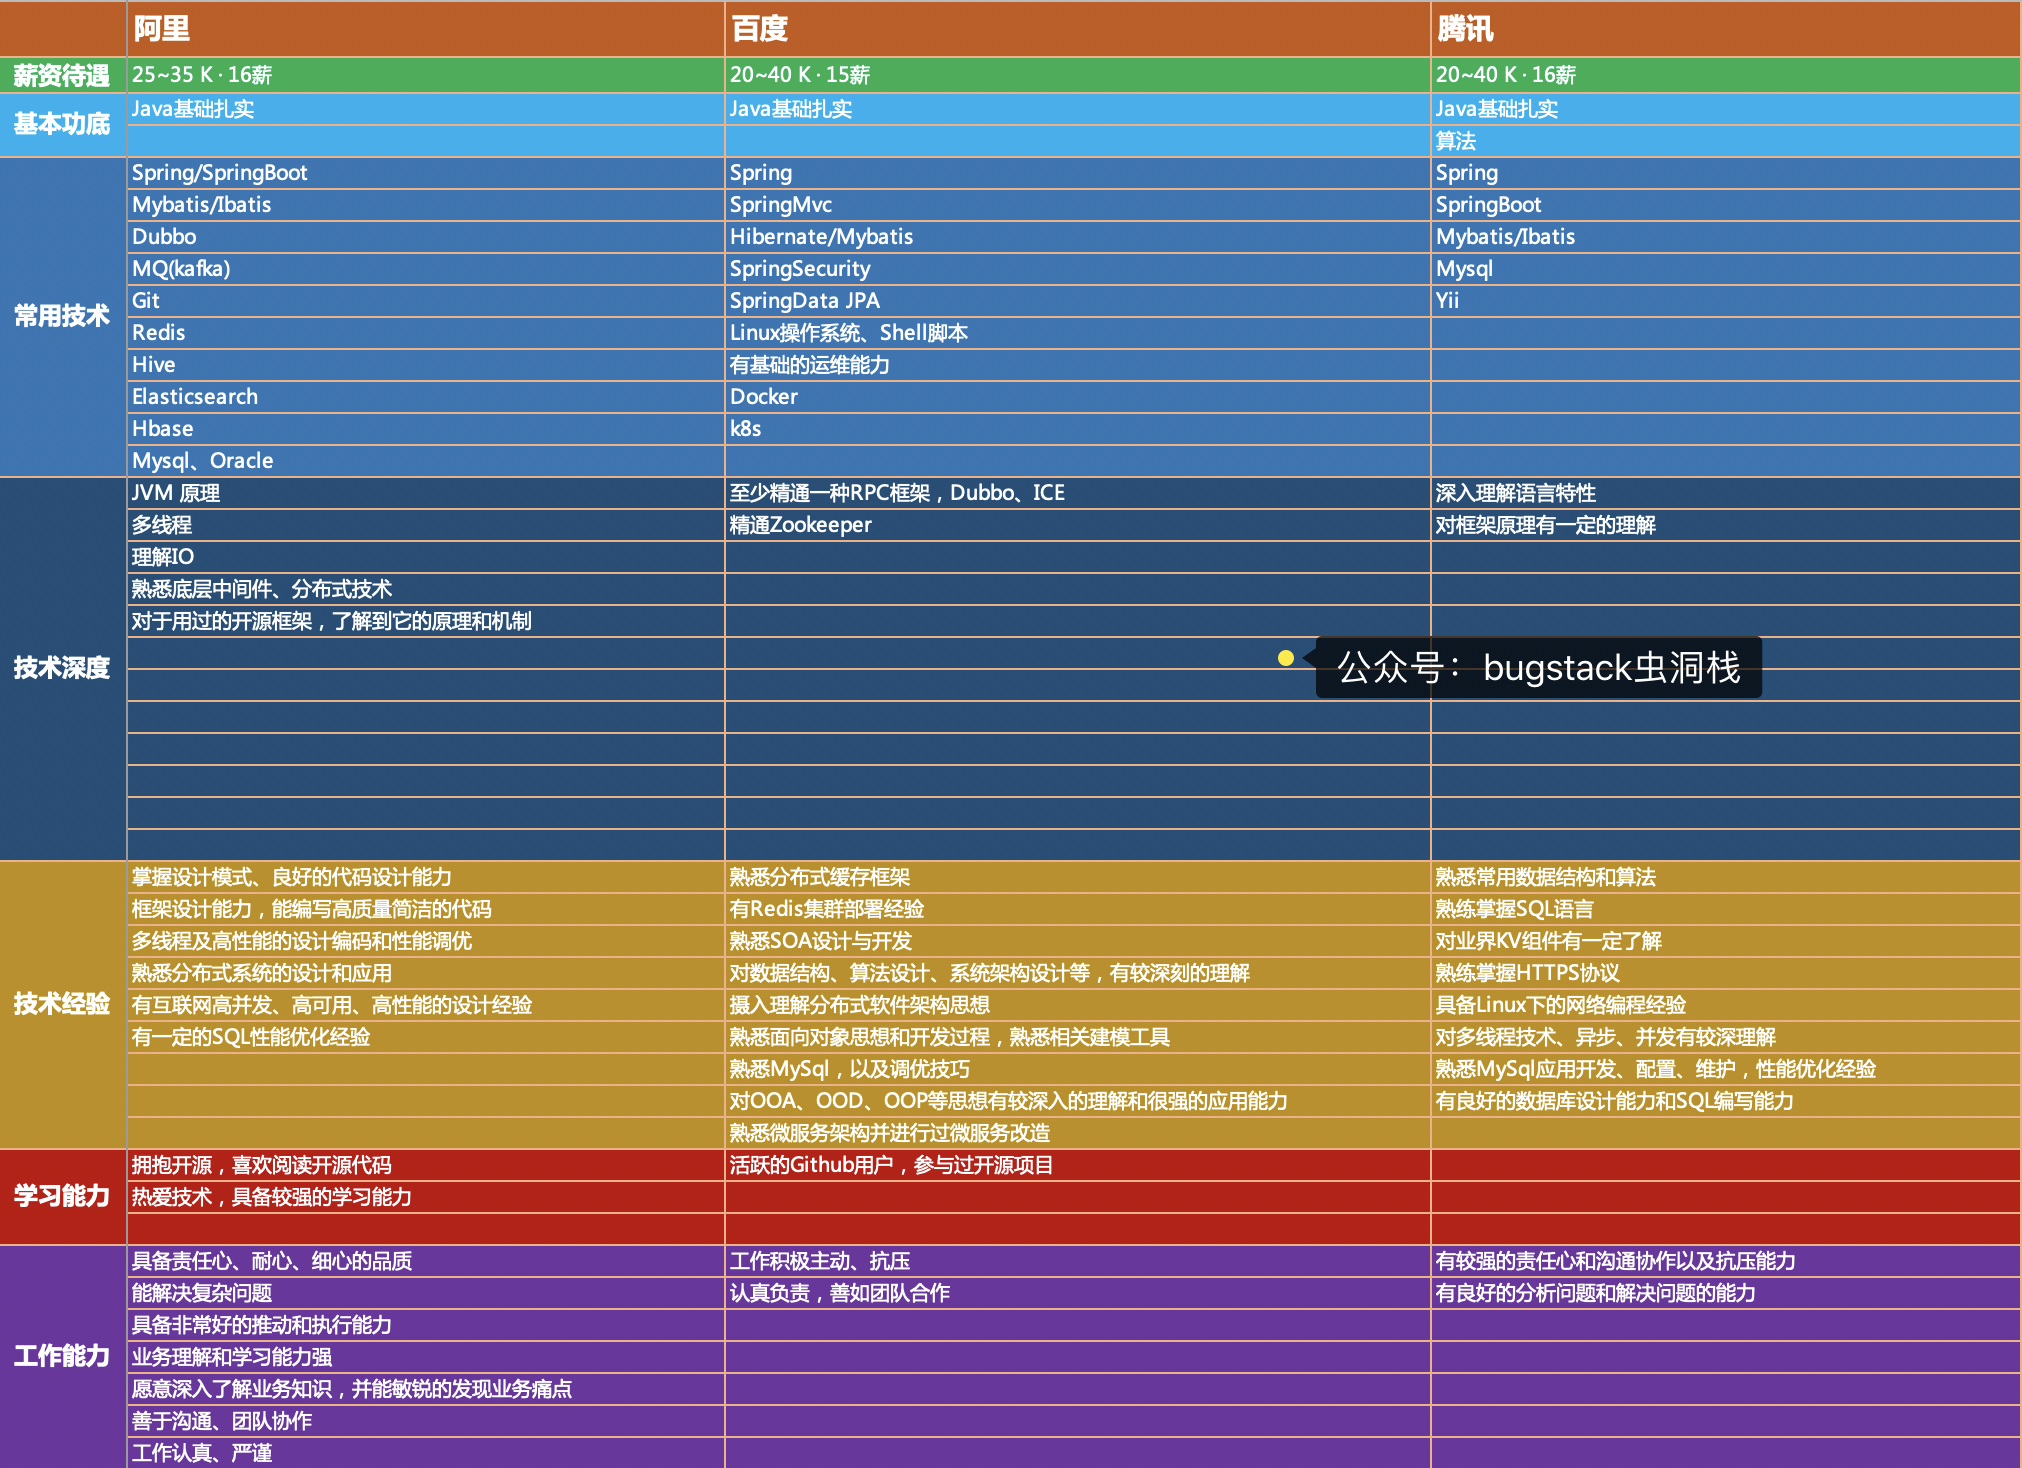 阿里 百度 腾讯
薪资待遇 25~35 K · 16薪 20~40 K · 15薪 20~40 K · 16薪
基本功底 Java基础扎实 Java基础扎实 Java基础扎实
算法
常用技术 Spring/SpringBoot Spring Spring
Mybatis/Ibatis SpringMvc SpringBoot
Dubbo Hibernate/Mybatis Mybatis/Ibatis
MQ(kafka) SpringSecurity Mysql
Git SpringData JPA Yii
Redis Linux操作系统、Shell脚本
Hive 有基础的运维能力
Elasticsearch Docker
Hbase k8s
Mysql、Oracle
技术深度 JVM 原理 至少精通一种RPC框架，Dubbo、ICE 深入理解语言特性
多线程 精通Zookeeper 对框架原理有一定的理解
理解IO
熟悉底层中间件、分布式技术
对于用过的开源框架，了解到它的原理和机制
公众号：bugstack虫洞栈
技术经验 掌握设计模式、良好的代码设计能力 熟悉分布式缓存框架 熟悉常用数据结构和算法
框架设计能力，能编写高质量简洁的代码 有Redis集群部署经验 熟练掌握SQL语言
多线程及高性能的设计编码和性能调优 熟悉SOA设计与开发 对业界KV组件有一定了解
熟悉分布式系统的设计和应用 对数据结构、算法设计、系统架构设计等，有较深刻的理解 熟练掌握HTTPS协议
有互联网高并发、高可用、高性能的设计经验 摄入理解分布式软件架构思想 具备Linux下的网络编程经验
有一定的SQL性能优化经验 熟悉面向对象思想和开发过程，熟悉相关建模工具 对多线程技术、异步、并发有较深理解
熟悉MySql，以及调优技巧 熟悉MySql应用开发、配置、维护，性能优化经验
对OOA、OOD、OOP等思想有较深入的理解和很强的应用能力 有良好的数据库设计能力和SQL编写能力
熟悉微服务架构并进行过微服务改造
学习能力 拥抱开源，喜欢阅读开源代码 活跃的Github用户，参与过开源项目
热爱技术，具备较强的学习能力
工作能力 具备责任心、耐心、细心的品质 工作积极主动、抗压 有较强的责任心和沟通协作以及抗压能力
能解决复杂问题 认真负责，善如团队合作 有良好的分析问题和解决问题的能力
具备非常好的推动和执行能力
业务理解和学习能力强
愿意深入了解业务知识，并能敏锐的发现业务痛点
善于沟通、团队协作
工作认真、严谨